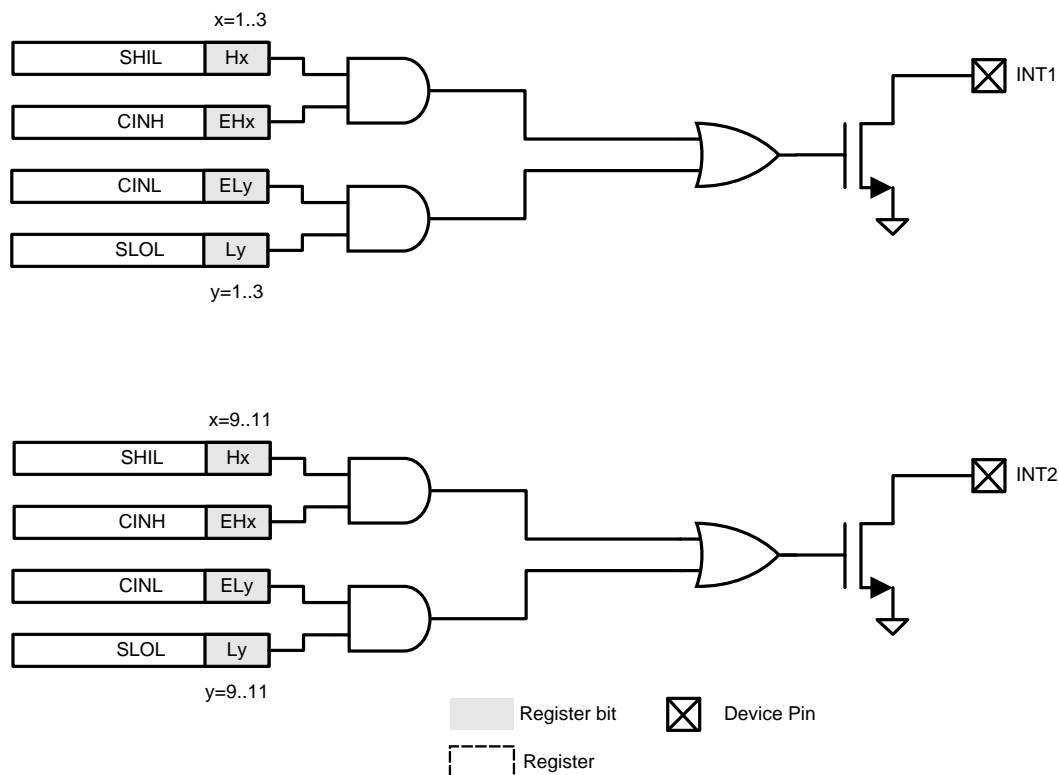 x=1..3
SHIL Hx
INT1
CINH EHx
CINL ELy
SLOL Ly
y=1..3
x=9..11
SHIL Hx
INT2
CINH EHx
CINL ELy
SLOL Ly
y=9..11
Register bit
Device Pin
Register